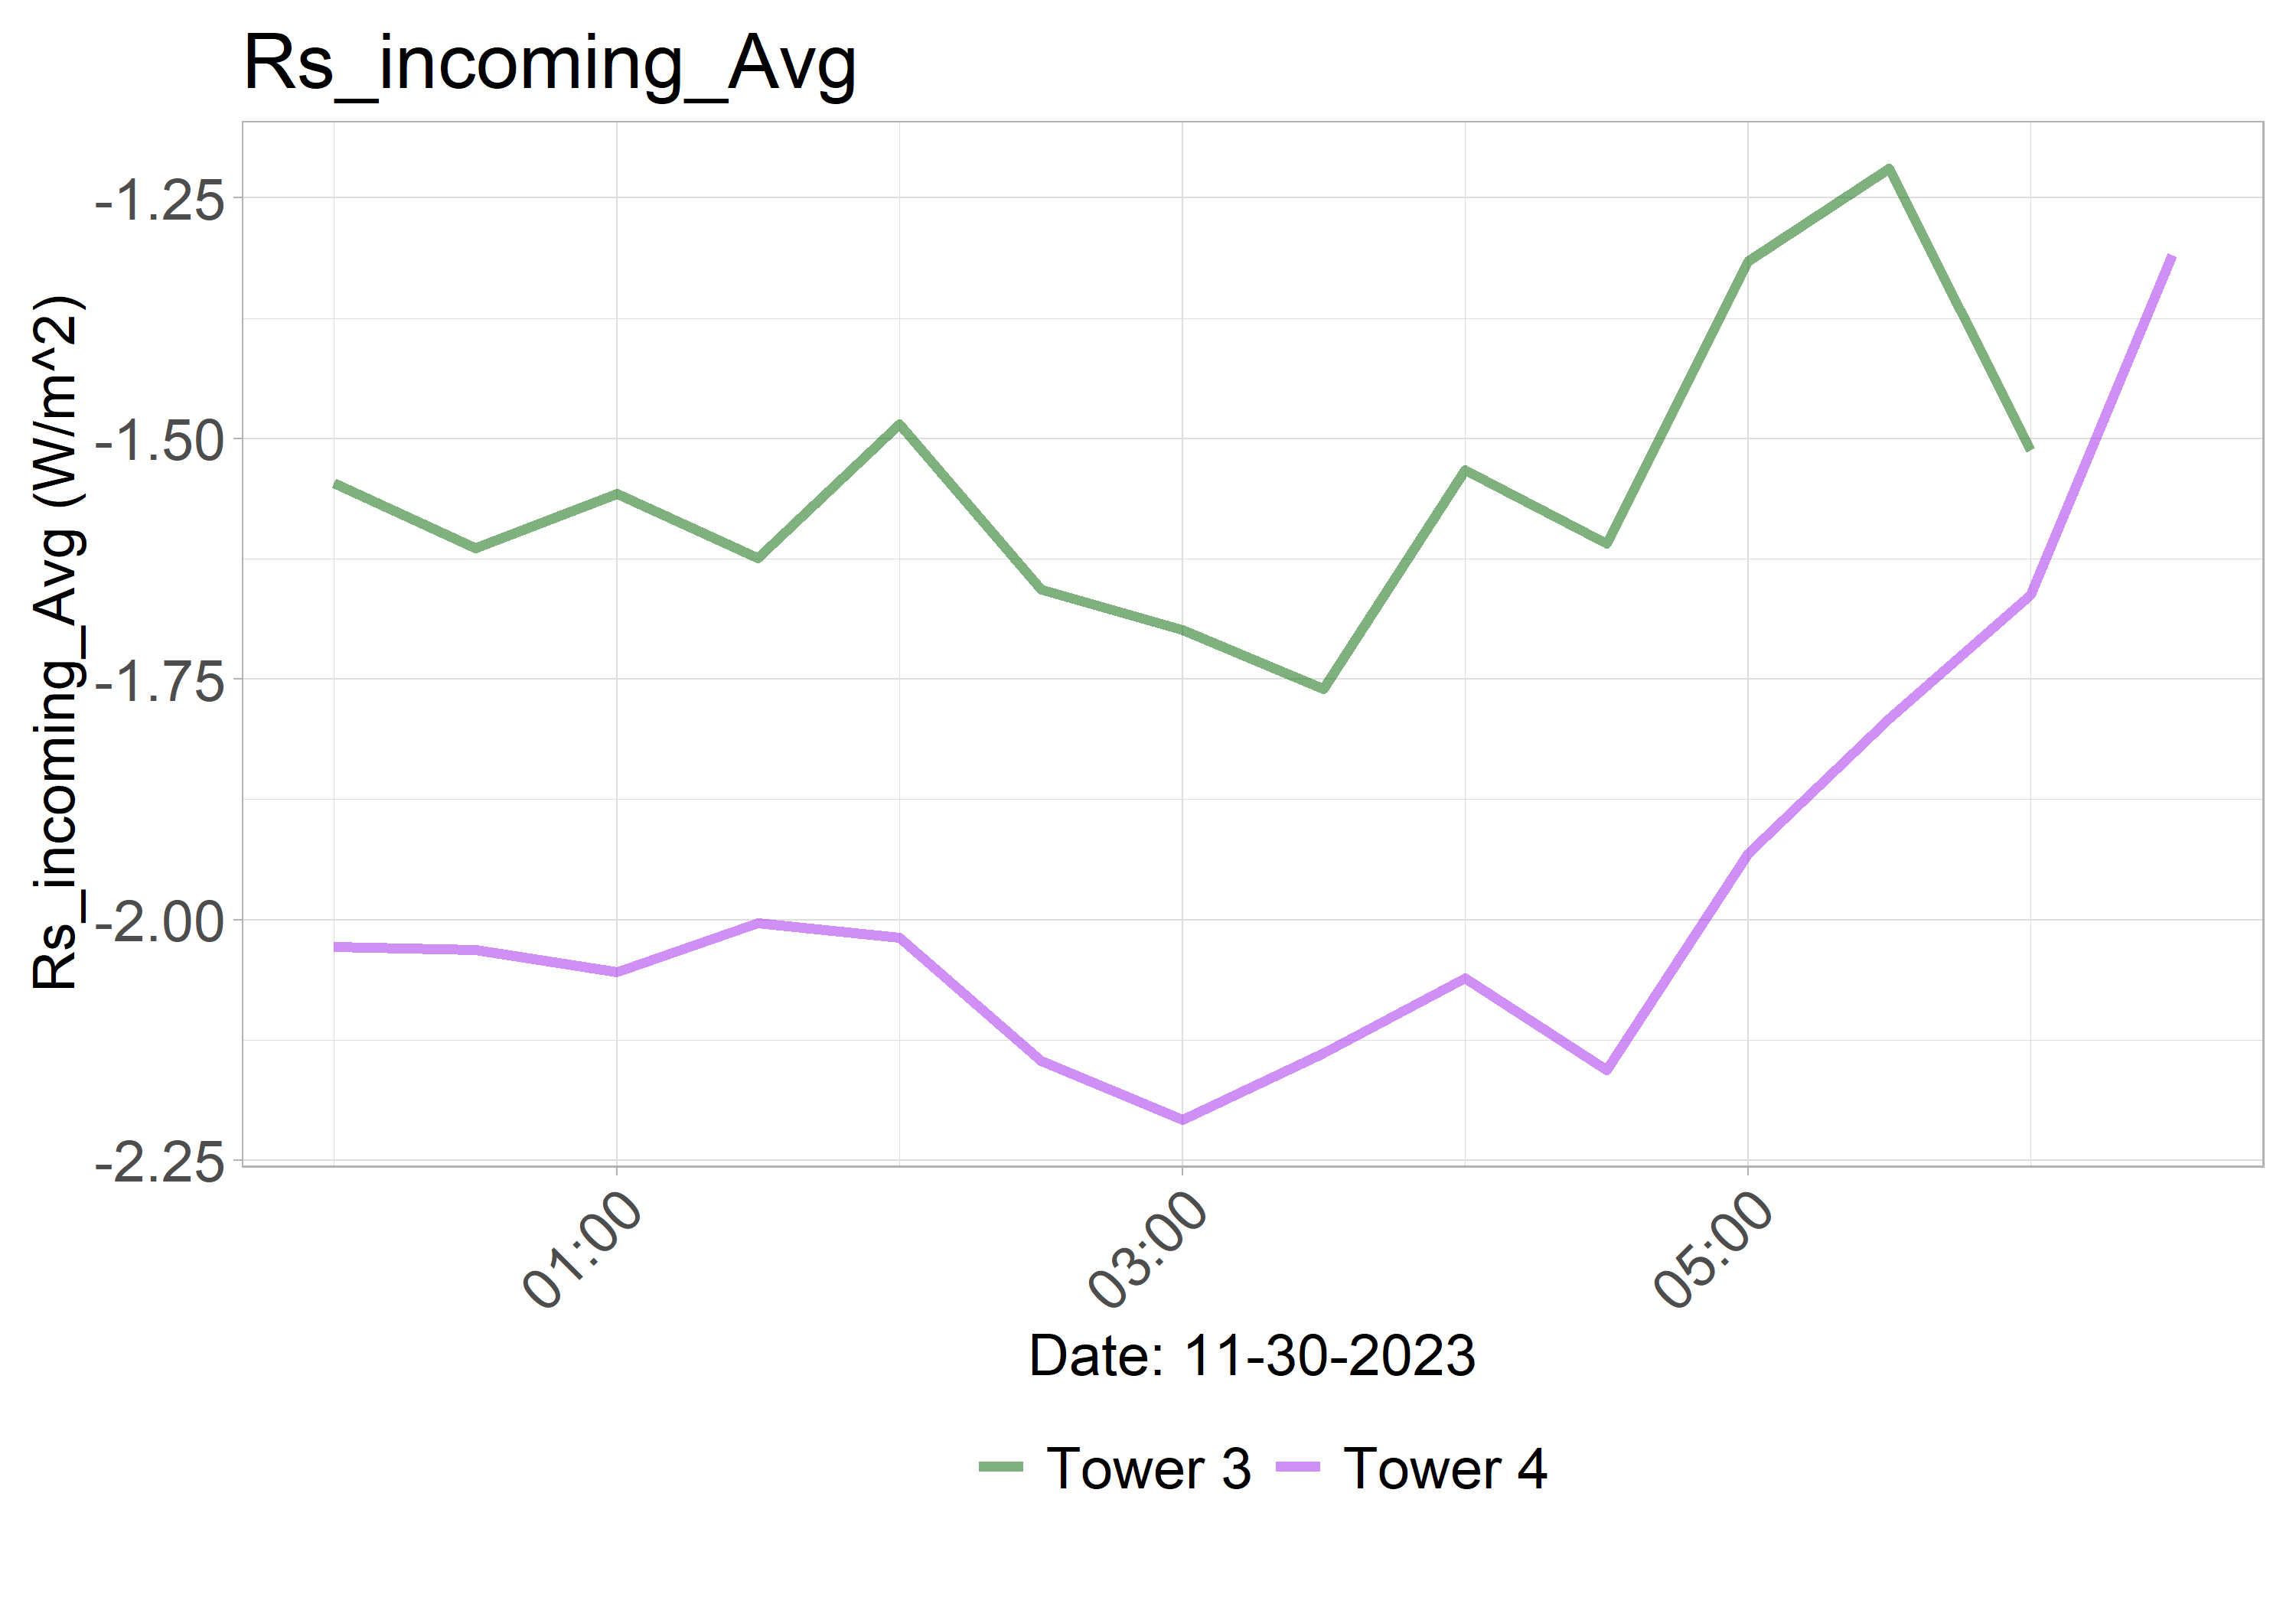 Rs_incoming_Avg
Rs_incoming_Avg (W/m^2)
-1.25
-1.50
-1.75
-2.00
-2.25
01:00
03:00
05:00
Date: 11-30-2023
Tower 3
Tower 4